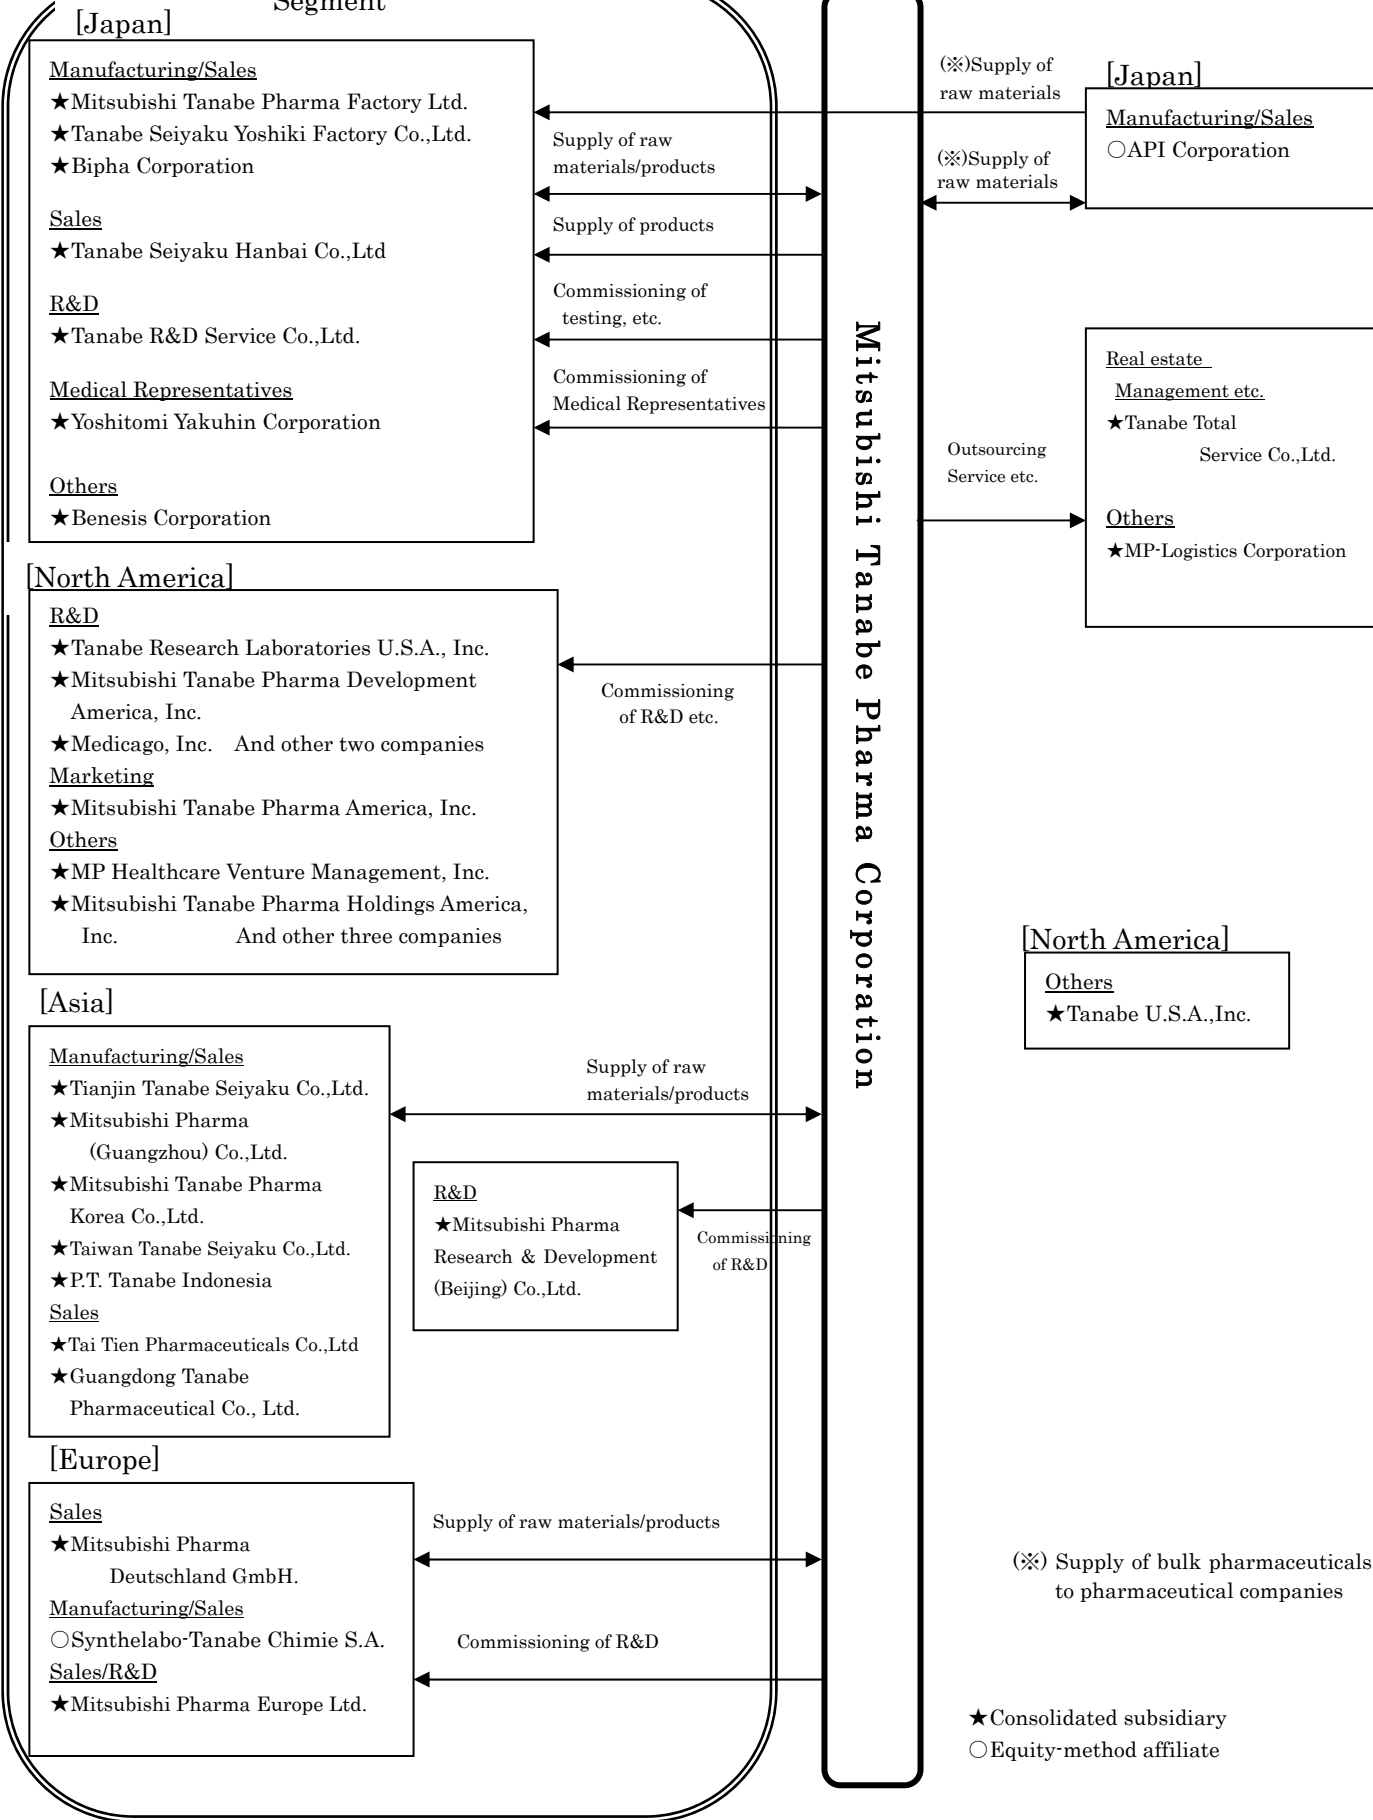 Segment
[Japan]
Manufacturing/Sales
★Mitsubishi Tanabe Pharma Factory Ltd.
★Tanabe Seiyaku Yoshiki Factory Co.,Ltd.
★Bipha Corporation
Sales
★Tanabe Seiyaku Hanbai Co.,Ltd
R&D
★Tanabe R&D Service Co.,Ltd.
Medical Representatives
★Yoshitomi Yakuhin Corporation
Others
★Benesis Corporation
Supply of raw
materials/products
Supply of products
Commissioning of
testing, etc.
Commissioning of
Medical Representatives
[North America]
R&D
★Tanabe Research Laboratories U.S.A., Inc.
★Mitsubishi Tanabe Pharma Development
America, Inc.
★Medicago, Inc. And other two companies
Marketing
★Mitsubishi Tanabe Pharma America, Inc.
Others
★MP Healthcare Venture Management, Inc.
★Mitsubishi Tanabe Pharma Holdings America,
Inc. And other three companies
Commissioning
of R&D etc.
[Asia]
Manufacturing/Sales
★Tianjin Tanabe Seiyaku Co.,Ltd.
★Mitsubishi Pharma
(Guangzhou) Co.,Ltd.
★Mitsubishi Tanabe Pharma
Korea Co.,Ltd.
★Taiwan Tanabe Seiyaku Co.,Ltd.
★P.T. Tanabe Indonesia
Sales
★Tai Tien Pharmaceuticals Co.,Ltd
★Guangdong Tanabe
Pharmaceutical Co., Ltd.
Supply of raw
materials/products
R&D
★Mitsubishi Pharma
Research & Development
(Beijing) Co.,Ltd.
Commissioning
of R&D
[Europe]
Sales
★Mitsubishi Pharma
Deutschland GmbH.
Manufacturing/Sales
○Synthelabo-Tanabe Chimie S.A.
Sales/R&D
★Mitsubishi Pharma Europe Ltd.
Supply of raw materials/products
Commissioning of R&D
Mitsubishi Tanabe Pharma Corporation
(※)Supply of
raw materials
(※)Supply of
raw materials
[Japan]
Manufacturing/Sales
○API Corporation
Outsourcing
Service etc.
Real estate
Management etc.
★Tanabe Total
Service Co.,Ltd.
Others
★MP-Logistics Corporation
[North America]
Others
★Tanabe U.S.A.,Inc.
(※) Supply of bulk pharmaceuticals
to pharmaceutical companies
★Consolidated subsidiary
○Equity-method affiliate